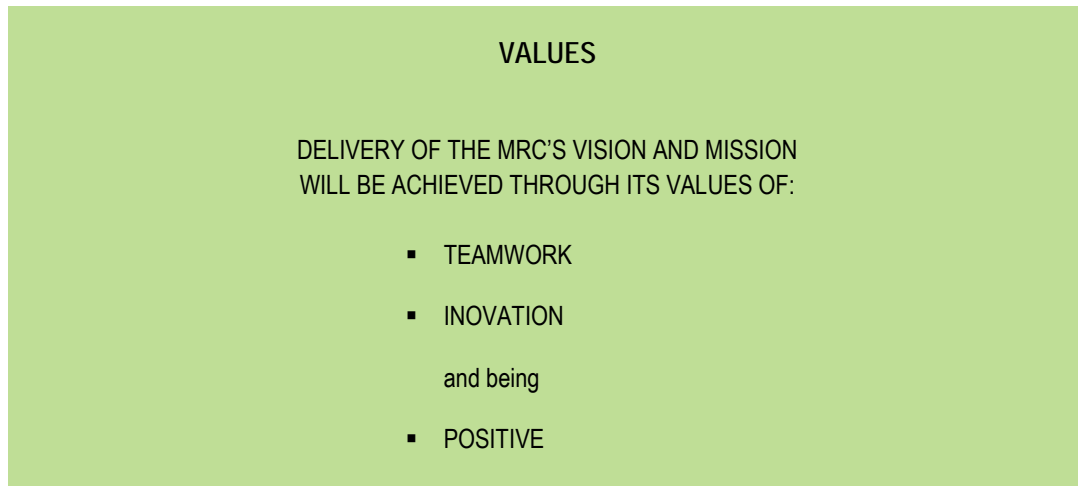 VALUES
DELIVERY OF THE MRC’S VISION AND MISSION
WILL BE ACHIEVED THROUGH ITS VALUES OF:
▪ TEAMWORK
▪ INOVATION
and being
▪ POSITIVE